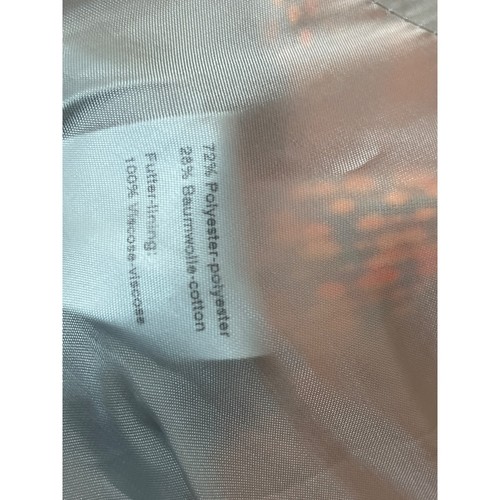 72% Polyester-polyester
28% Baumwolle-cotton
Futter-lining:
100% Viscose-viscose